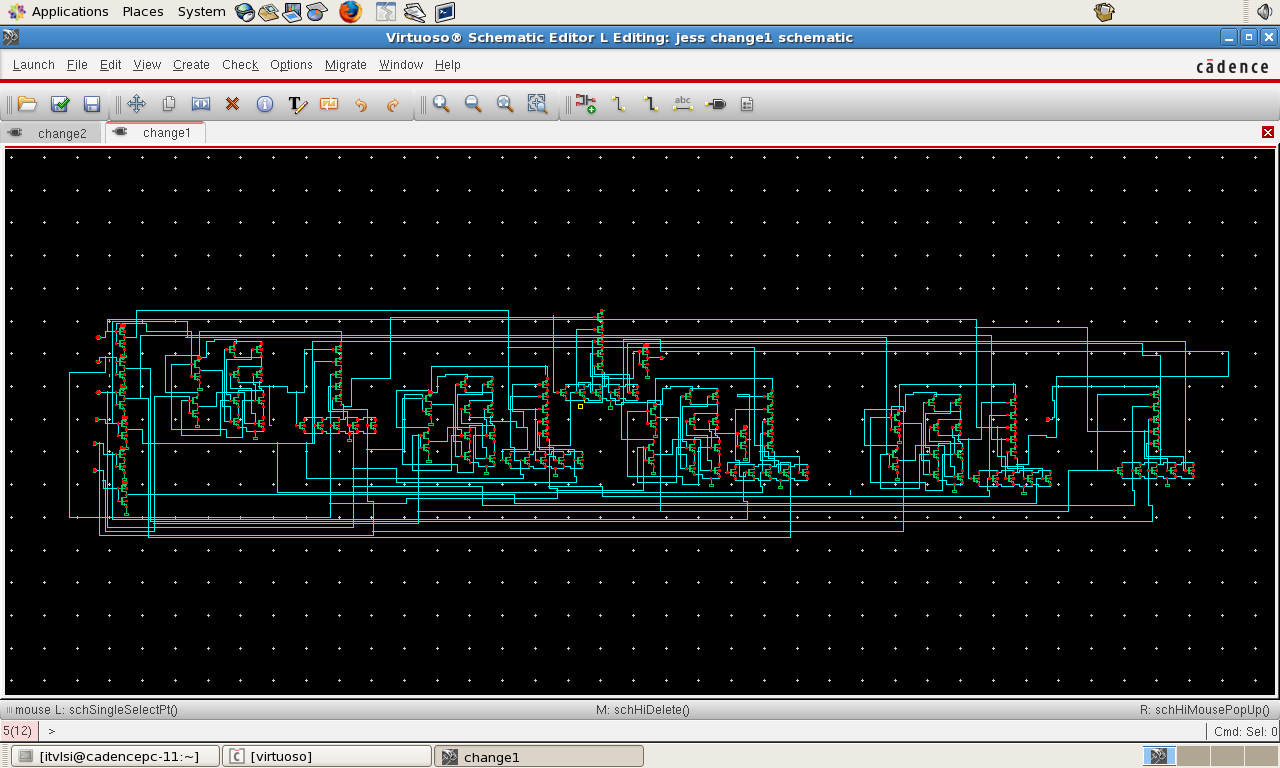 Applications Places System
Virtuoso® Schematic Editor L Editing: jess change1 schematic
Launch File Edit View Create Check Options Migrate Window Help
cādence
abc
change2 change1
mouse L: schSingleSelectPt() M: schHiDelete() R: schHiMousePopUp()
5(12) > Cmd: Sel: 0
[itvlsi@cadencepc-11:~] [virtuoso] change1